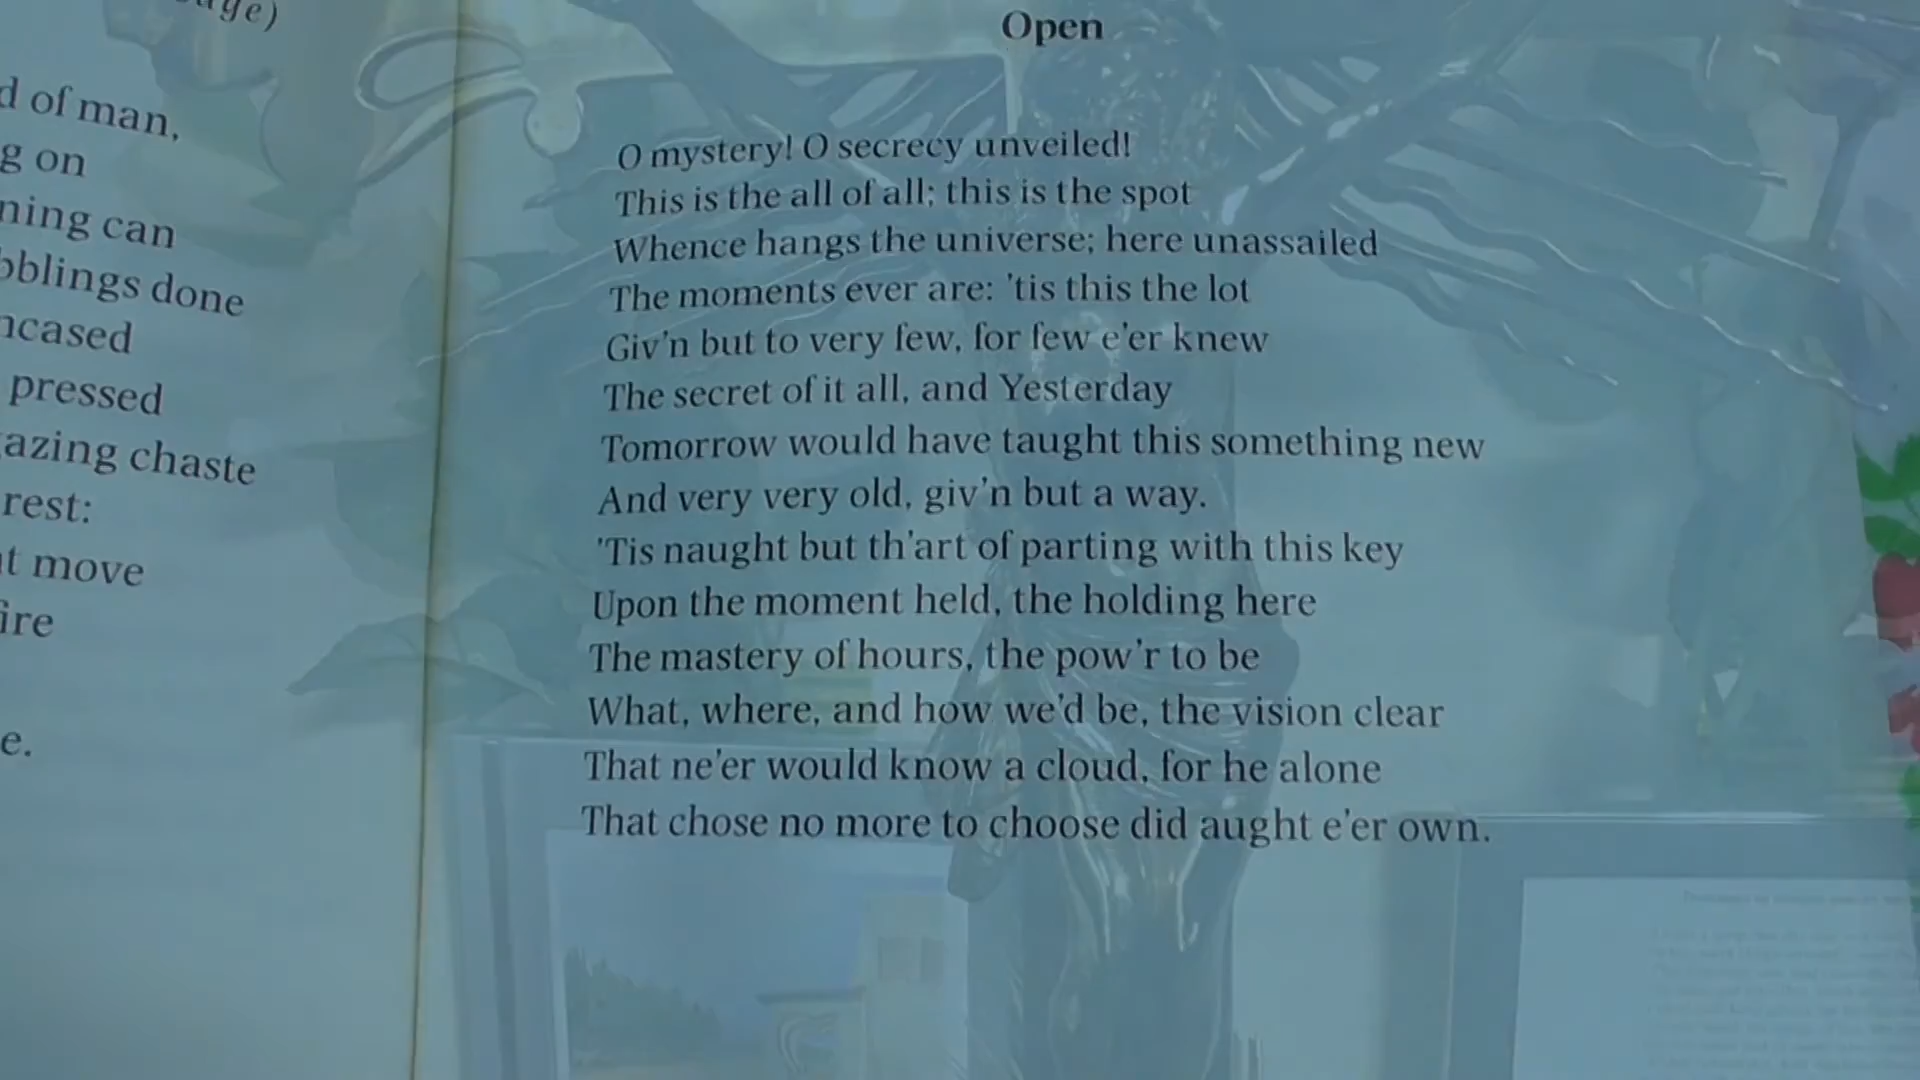 d of man,
g on
ning can
bblings done
ncased
pressed
azing chaste
rest:
t move
ire
e.
Open
O mystery! O secrecy unveiled!
This is the all of all; this is the spot
Whence hangs the universe; here unassailed
The moments ever are: 'tis this the lot
Giv'n but to very few, for few e'er knew
The secret of it all, and Yesterday
Tomorrow would have taught this something new
And very very old, giv'n but a way.
'Tis naught but th'art of parting with this key
Upon the moment held, the holding here
The mastery of hours, the pow'r to be
What, where, and how we'd be, the vision clear
That ne'er would know a cloud, for he alone
That chose no more to choose did aught e'er own.